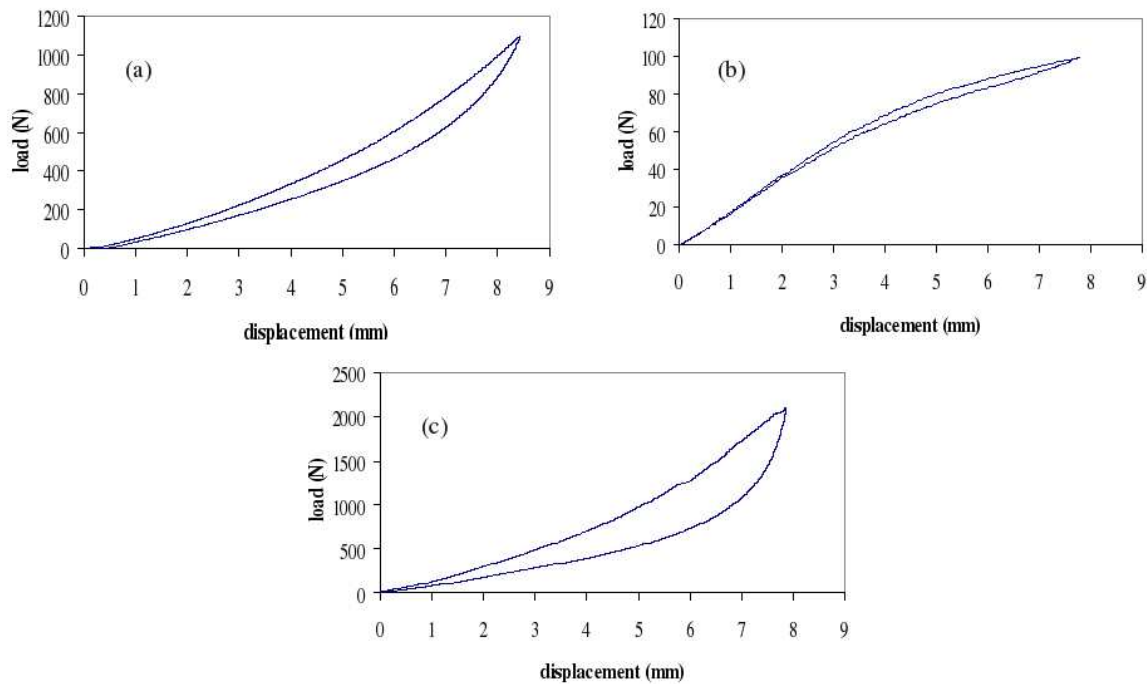 1200
1000
800
600
400
200
0
load (N)
(a)
0 1 2 3 4 5 6 7 8 9
displacement (mm)
120
100
80
60
40
20
0
load (N)
(b)
0 1 2 3 4 5 6 7 8 9
displacement (mm)
2500
2000
1500
1000
500
0
load (N)
(c)
0 1 2 3 4 5 6 7 8 9
displacement (mm)